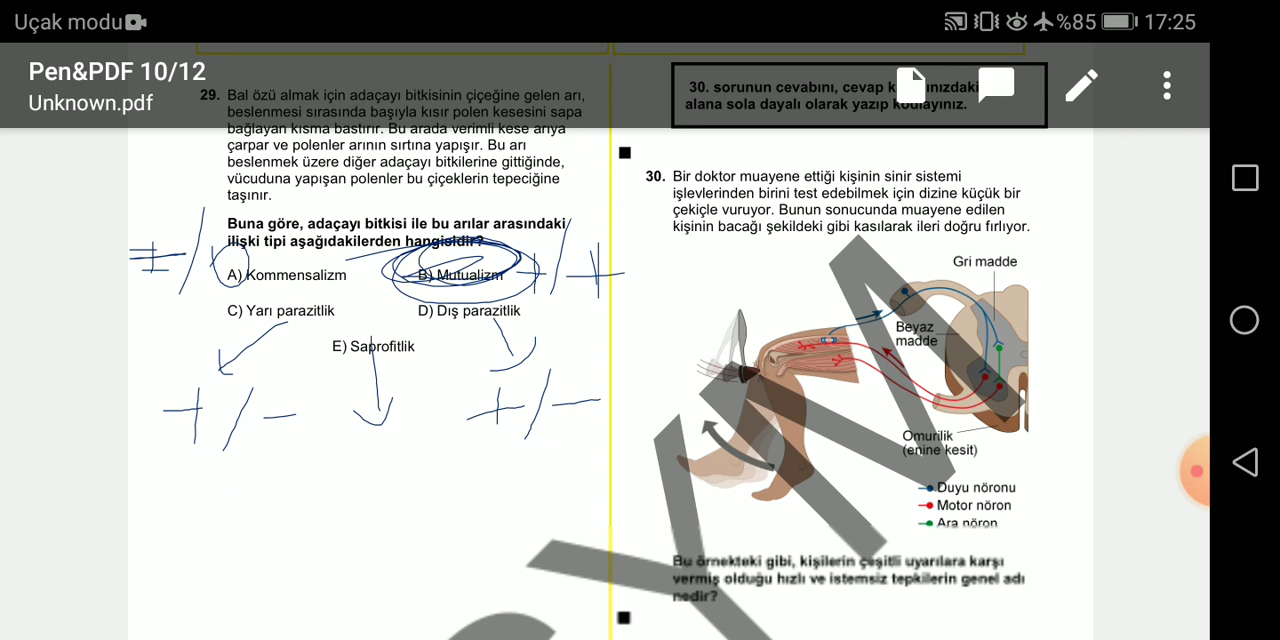 Uçak modu
%85 17:25
Pen&PDF 10/12
Unknown.pdf
29. Bal özü almak için adaçayı bitkisinin çiçeğine gelen arı,
beslenmesi sırasında başıyla kısır polen kesesini sapa
bağlayan kısma bastırır. Bu arada verimli kese arıya
çarpar ve polenler arının sırtına yapışır. Bu arı
beslenmek üzere diğer adaçayı bitkilerine gittiğinde,
vücuduna yapışan polenler bu çiçeklerin tepeciğine
taşınır.
Buna göre, adaçayı bitkisi ile bu arılar arasındaki
ilişki tipi aşağıdakilerden hangisidir?
A) Kommensalizm
B) Mutualizm
+/+
C) Yarı parazitlik
D) Dış parazitlik
E) Saprofitlik
+/-
+/-
30. sorunun cevabını, cevap
alana sola dayalı olarak yazıp kodlayınız.
30. Bir doktor muayene ettiği kişinin sinir sistemi
işlevlerinden birini test edebilmek için dizine küçük bir
çekiçle vuruyor. Bunun sonucunda muayene edilen
kişinin bacağı şekildeki gibi kasılarak ileri doğru fırlıyor.
Gri madde
Beyaz
madde
Omurilik
(enine kesit)
Duyu nöronu
Motor nöron
Ara nöron
Bu örnekteki gibi, kişilerin çeşitli uyarılara karşı
vermiş olduğu hızlı ve istemsiz tepkilerin genel adı
nedir?